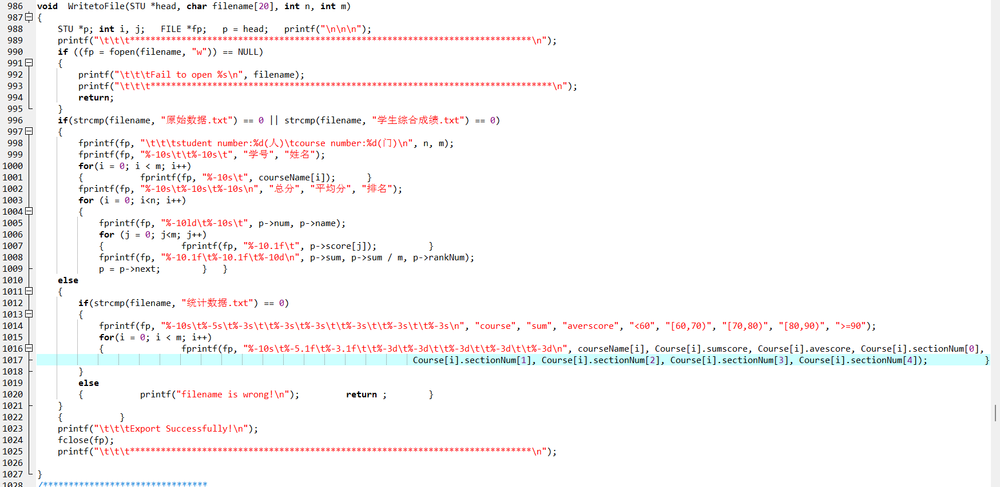 986 void  WritetoFile(STU *head, char filename[20], int n, int m)
987 {
988     STU *p; int i, j;   FILE *fp;   p = head;   printf("\n\n\n");
989     printf("\t\t\t******************************************************************************\n");
990     if ((fp = fopen(filename, "w")) == NULL)
991     {
992         printf("\t\t\tFail to open %s\n", filename);
993         printf("\t\t\t******************************************************************************\n");
994         return;
995     }
996     if(strcmp(filename, "原始数据.txt") == 0 || strcmp(filename, "学生综合成绩.txt") == 0)
997     {
998         fprintf(fp, "\t\t\tstudent number:%d(人)\tcourse number:%d(门)\n", n, m);
999         fprintf(fp, "%-10s\t\t%-10s\t", "学号", "姓名");
1000         for(i = 0; i < m; i++)
1001         {           fprintf(fp, "%-10s\t", courseName[i]);      }
1002         fprintf(fp, "%-10s\t%-10s\t%-10s\n", "总分", "平均分", "排名");
1003         for (i = 0; i<n; i++)
1004         {
1005             fprintf(fp, "%-10ld\t%-10s\t", p->num, p->name);
1006             for (j = 0; j<m; j++)
1007             {               fprintf(fp, "%-10.1f\t", p->score[j]);          }
1008             fprintf(fp, "%-10.1f\t%-10.1f\t%-10d\n", p->sum, p->sum / m, p->rankNum);
1009             p = p->next;        }   }
1010     else
1011     {
1012         if(strcmp(filename, "统计数据.txt") == 0)
1013         {
1014             fprintf(fp, "%-10s\t%-5s\t%-3s\t\t%-3s\t%-3s\t\t%-3s\t\t%-3s\t\t%-3s\n", "course", "sum", "averscore", "<60", "[60,70)", "[70,80)", "[80,90)", ">=90");
1015             for(i = 0; i < m; i++)
1016             {               fprintf(fp, "%-10s\t%-5.1f\t%-3.1f\t\t%-3d\t%-3d\t\t%-3d\t\t%-3d\t\t%-3d\n", courseName[i], Course[i].sumscore, Course[i].avescore, Course[i].sectionNum[0],
1017                                                                          Course[i].sectionNum[1], Course[i].sectionNum[2], Course[i].sectionNum[3], Course[i].sectionNum[4]);           }
1018         }
1019         else
1020         {           printf("filename is wrong!\n");         return ;        }
1021     }
1022     {           }
1023     printf("\t\t\tExport Successfully!\n");
1024     fclose(fp);
1025     printf("\t\t\t******************************************************************************\n");
1026
1027 }
1028 /********************************